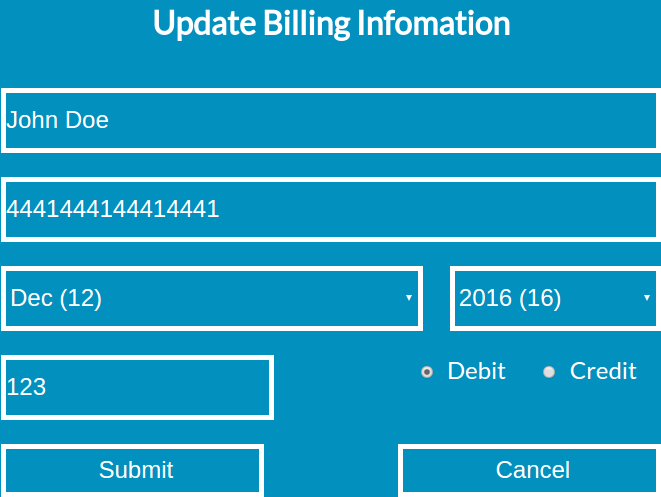 Update Billing Infomation
John Doe
4441444144414441
Dec (12) 2016 (16)
123 Debit Credit
Submit Cancel